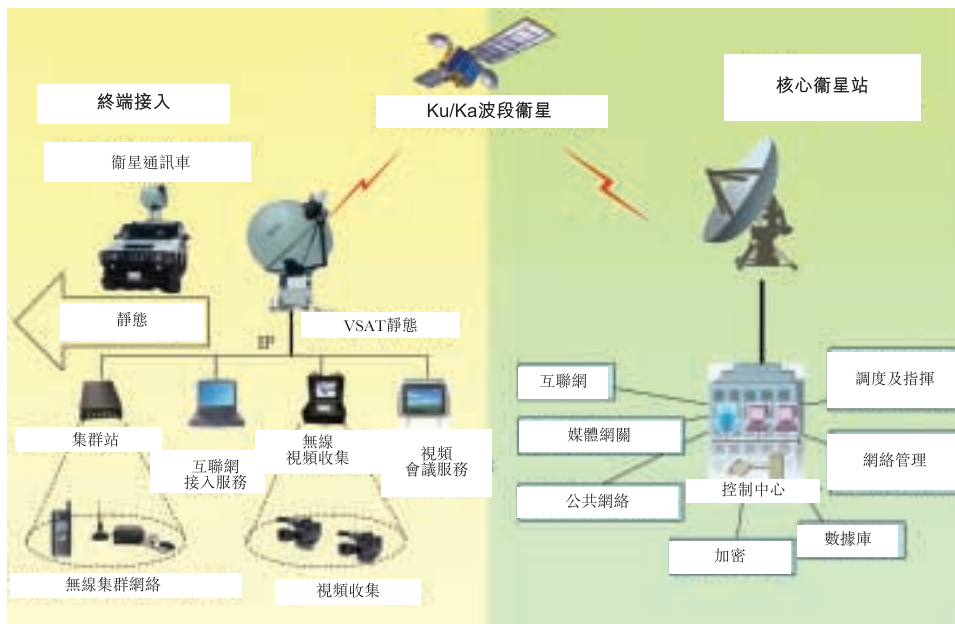 終端接入
Ku/Ka波段衞星
核心衞星站
衞星通訊車
靜態
VSAT靜態
IP
集群站
互聯網
接入服務
無線
視頻收集
視頻
會議服務
無線集群網絡
視頻收集
互聯網
媒體網關
公共網絡
加密
控制中心
數據庫
網絡管理
調度及指揮